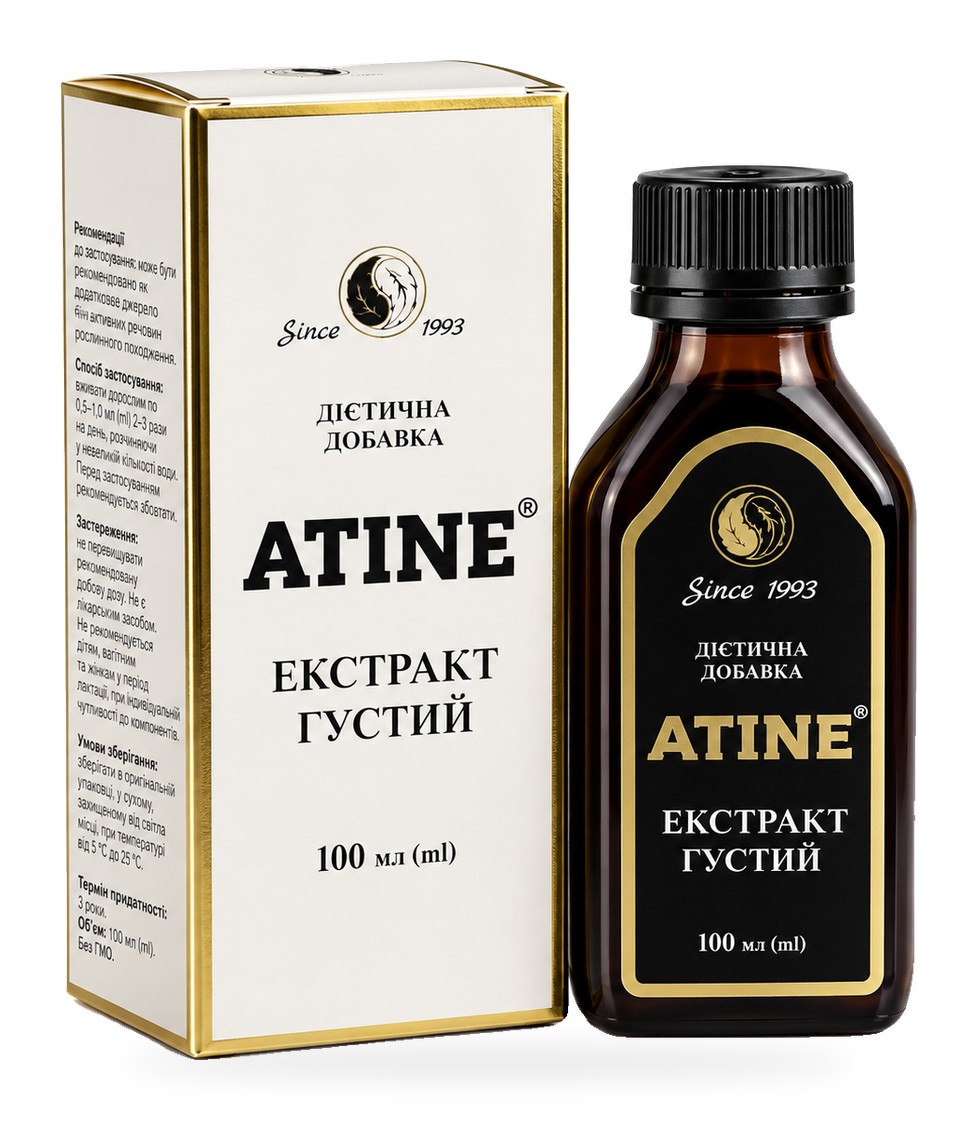 Рекомендації
до застосування: може бути
рекомендовано як
додаткове джерело
біологічно активних речовин
рослинного походження.
Спосіб застосування:
вживати дорослим по
0,5–1,0 мл (ml) 2–3 рази
на день, розчиняючи
у невеликій кількості води.
Перед застосуванням
рекомендується збовтати.
Застереження:
не перевищувати
рекомендовану
добову дозу. Не є
лікарським засобом.
Не рекомендується
дітям, вагітним
та жінкам у період
лактації, при індивідуальній
чутливості до компонентів.
Умови зберігання:
зберігати в оригінальній
упаковці, у сухому,
захищеному від світла
місці, при температурі
від 5 °C до 25 °C.
Термін придатності:
3 роки.
Об'єм: 100 мл (ml).
Без ГМО.
Since 1993
ДІЄТИЧНА
ДОБАВКА
ATINE®
ЕКСТРАКТ
ГУСТИЙ
100 мл (ml)
Since 1993
ДІЄТИЧНА
ДОБАВКА
ATINE®
ЕКСТРАКТ
ГУСТИЙ
100 мл (ml)